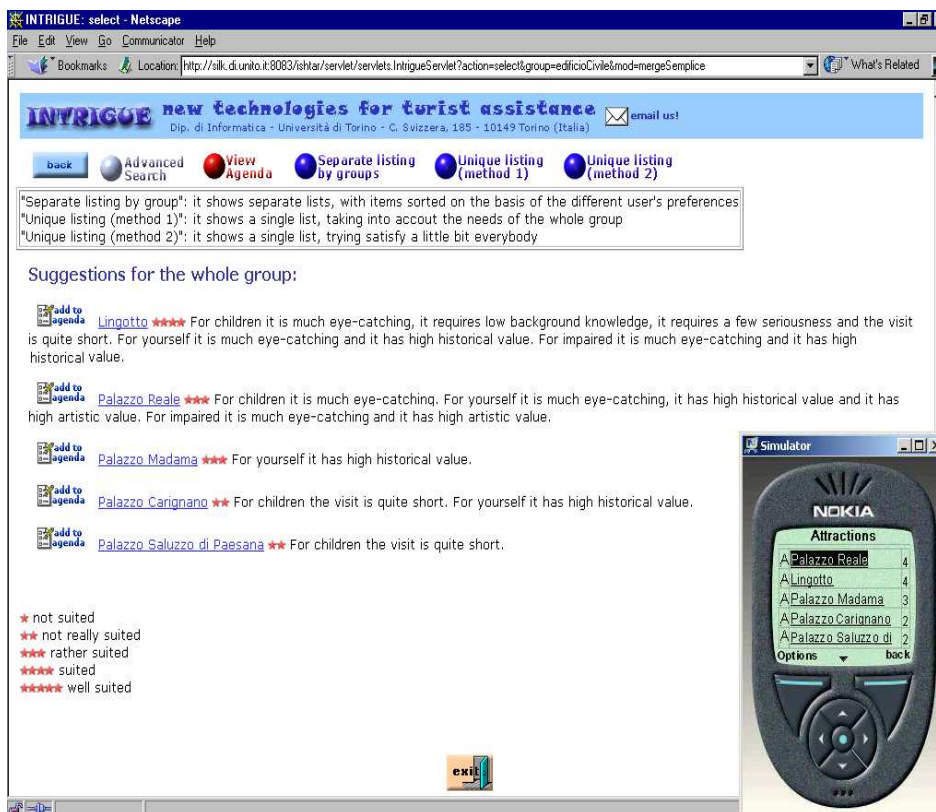 INTRIGUE: select - Netscape
File Edit View Go Communicator Help
Bookmarks Location: http://silk.di.unito.it:8083/ishtar/servlet/servlets.IntrigueServlet?action=select&group=edificioCivile&mod=mergeSemplice What's Related
INTRIGUE new technologies for turist assistance email us!
Dip. di Informatica - Università di Torino - C. Svizzera, 185 - 10149 Torino (Italia)
back Advanced Search View Agenda Separate listing by groups Unique listing (method 1) Unique listing (method 2)
"Separate listing by group": it shows separate lists, with items sorted on the basis of the different user's preferences
"Unique listing (method 1)": it shows a single list, taking into accout the needs of the whole group
"Unique listing (method 2)": it shows a single list, trying satisfy a little bit everybody
Suggestions for the whole group:
add to agenda Lingotto **** For children it is much eye-catching, it requires low background knowledge, it requires a few seriousness and the visit
is quite short. For yourself it is much eye-catching and it has high historical value. For impaired it is much eye-catching and it has high
historical value.
add to agenda Palazzo Reale *** For children it is much eye-catching. For yourself it is much eye-catching, it has high historical value and it has
high artistic value. For impaired it is much eye-catching and it has high artistic value.
add to agenda Palazzo Madama *** For yourself it has high historical value.
add to agenda Palazzo Carignano ** For children the visit is quite short. For yourself it has high historical value.
add to agenda Palazzo Saluzzo di Paesana ** For children the visit is quite short.
* not suited
** not really suited
*** rather suited
**** suited
***** well suited
exit
Simulator
NOKIA
Attractions
A Palazzo Reale 4
A Lingotto 4
A Palazzo Madama 3
A Palazzo Carignano 2
A Palazzo Saluzzo di 2
Options back